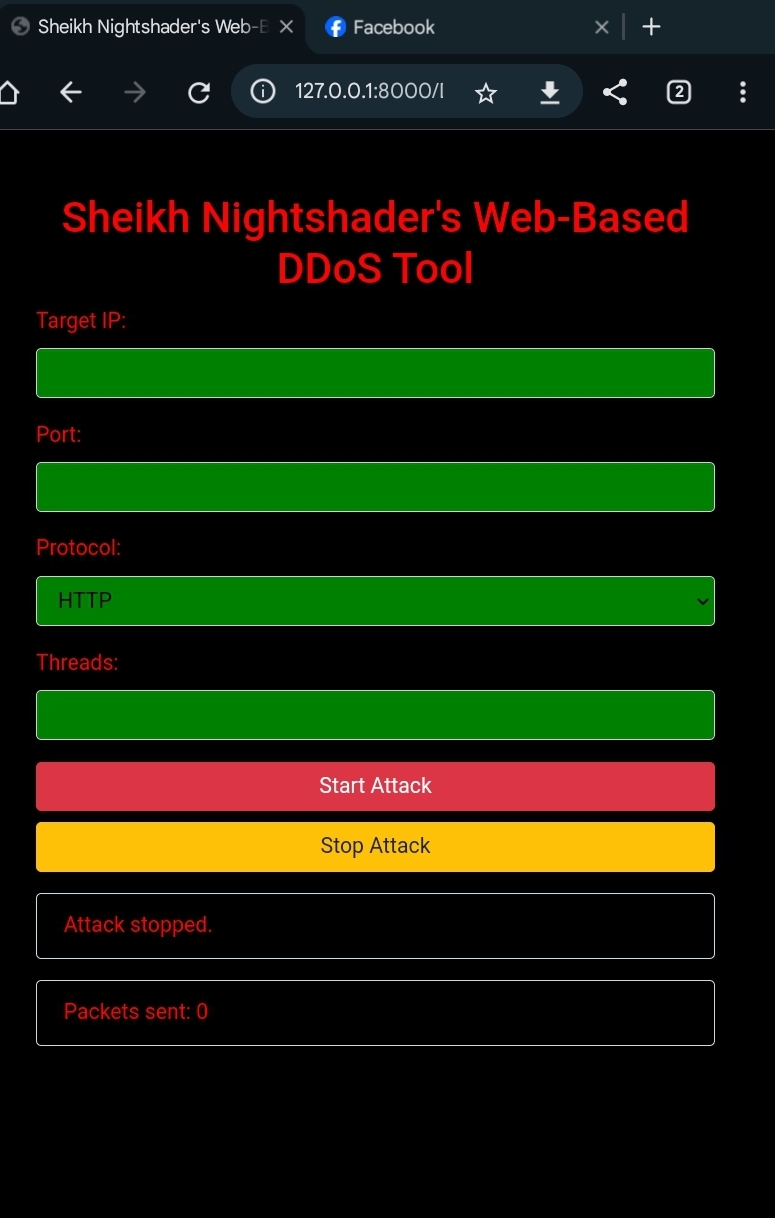 Sheikh Nightshader's Web-B
Facebook
127.0.0.1:8000/
2
Sheikh Nightshader's Web-Based
DDoS Tool
Target IP:
Port:
Protocol:
HTTP
Threads:
Start Attack
Stop Attack
Attack stopped.
Packets sent: 0